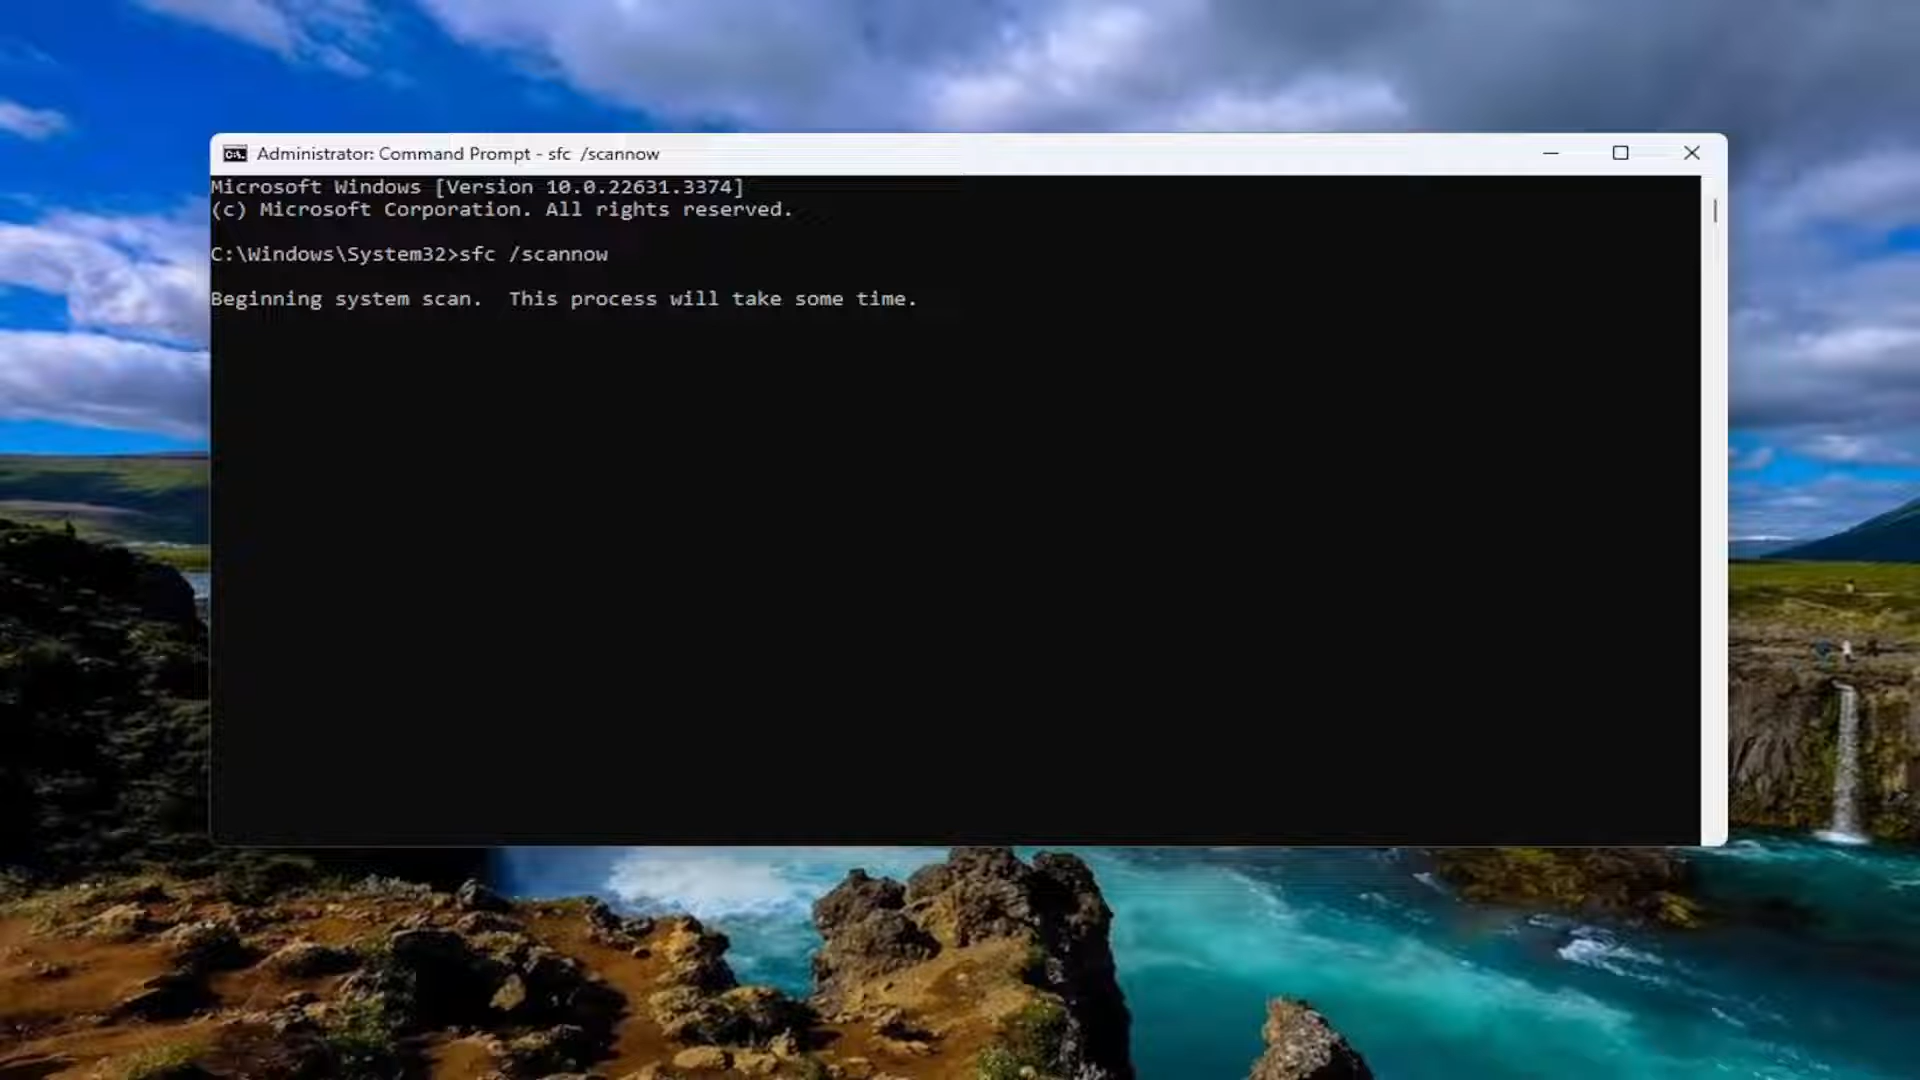 Administrator: Command Prompt - sfc  /scannow
Microsoft Windows [Version 10.0.22631.3374]
(c) Microsoft Corporation. All rights reserved.
C:\Windows\System32>sfc /scannow
Beginning system scan.  This process will take some time.